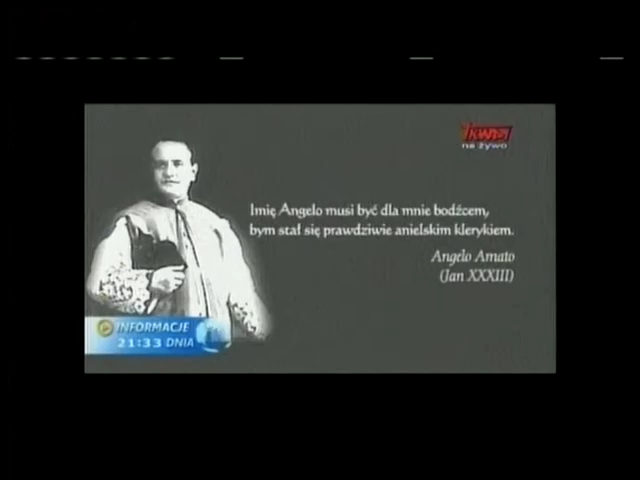 TRWAM
na żywo
Imię Angelo musi być dla mnie bodźcem,
bym stał się prawdziwie anielskim klerykiem.
Angelo Amato
(Jan XXXIII)
INFORMACJE
21:33 DNIA